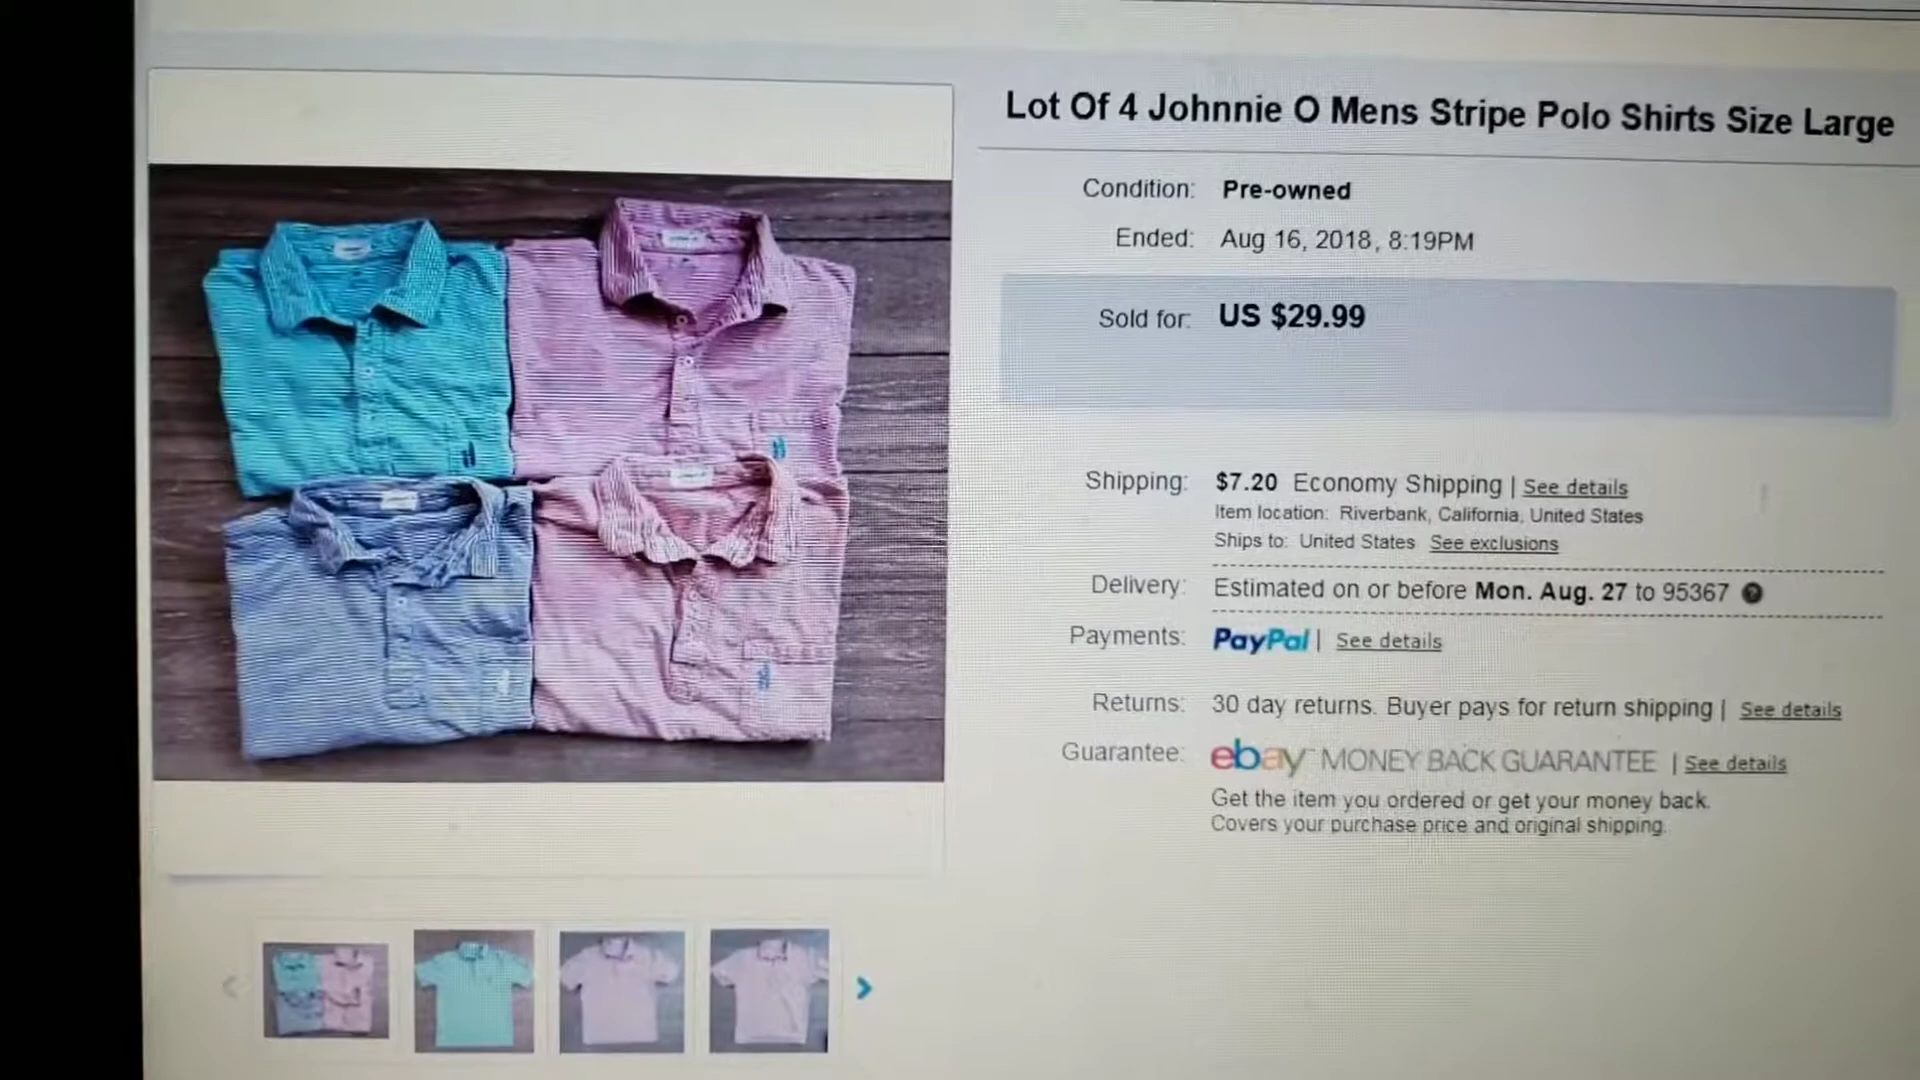 Lot Of 4 Johnnie O Mens Stripe Polo Shirts Size Large
Condition: Pre-owned
Ended: Aug 16, 2018, 8:19PM
Sold for: US $29.99
Shipping: $7.20 Economy Shipping | See details
Item location: Riverbank, California, United States
Ships to: United States See exclusions
Delivery: Estimated on or before Mon. Aug. 27 to 95367 ?
Payments: PayPal | See details
Returns: 30 day returns. Buyer pays for return shipping | See details
Guarantee: ebay MONEY BACK GUARANTEE | See details
Get the item you ordered or get your money back.
Covers your purchase price and original shipping.